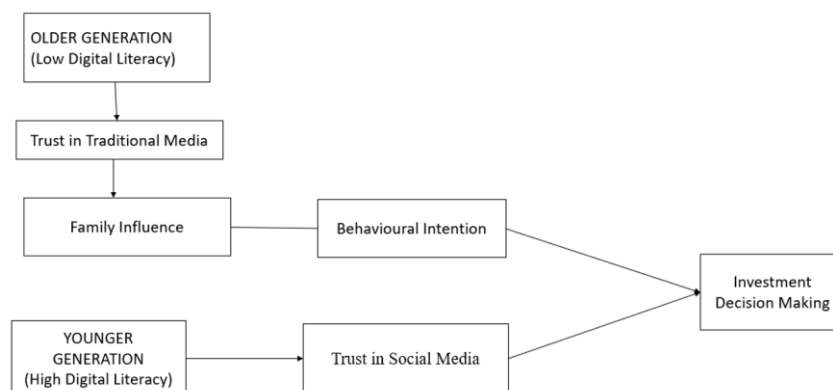 OLDER GENERATION
(Low Digital Literacy)
Trust in Traditional Media
Family Influence
Behavioural Intention
Investment
Decision Making
YOUNGER
GENERATION
(High Digital Literacy)
Trust in Social Media